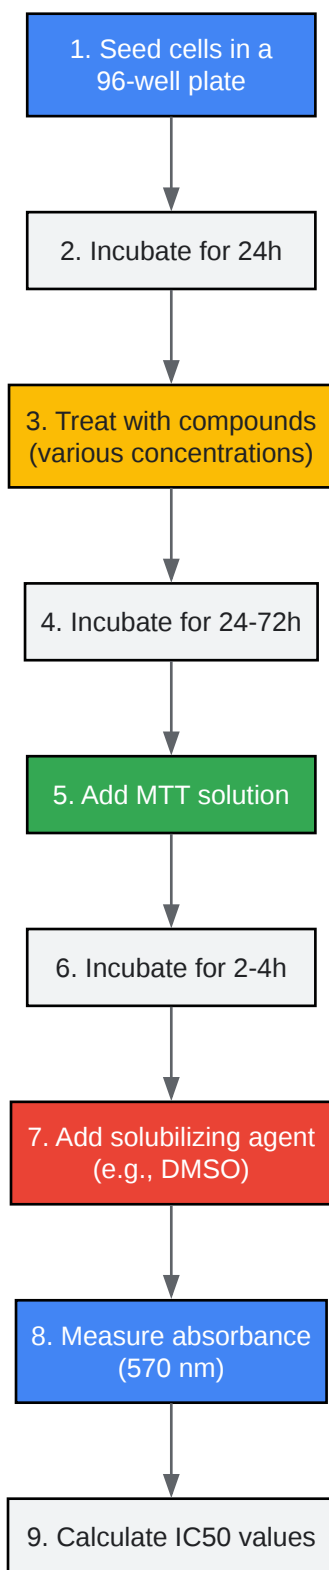 1. Seed cells in a
96-well plate
2. Incubate for 24h
3. Treat with compounds
(various concentrations)
4. Incubate for 24-72h
5. Add MTT solution
6. Incubate for 2-4h
7. Add solubilizing agent
(e.g., DMSO)
8. Measure absorbance
(570 nm)
9. Calculate IC50 values